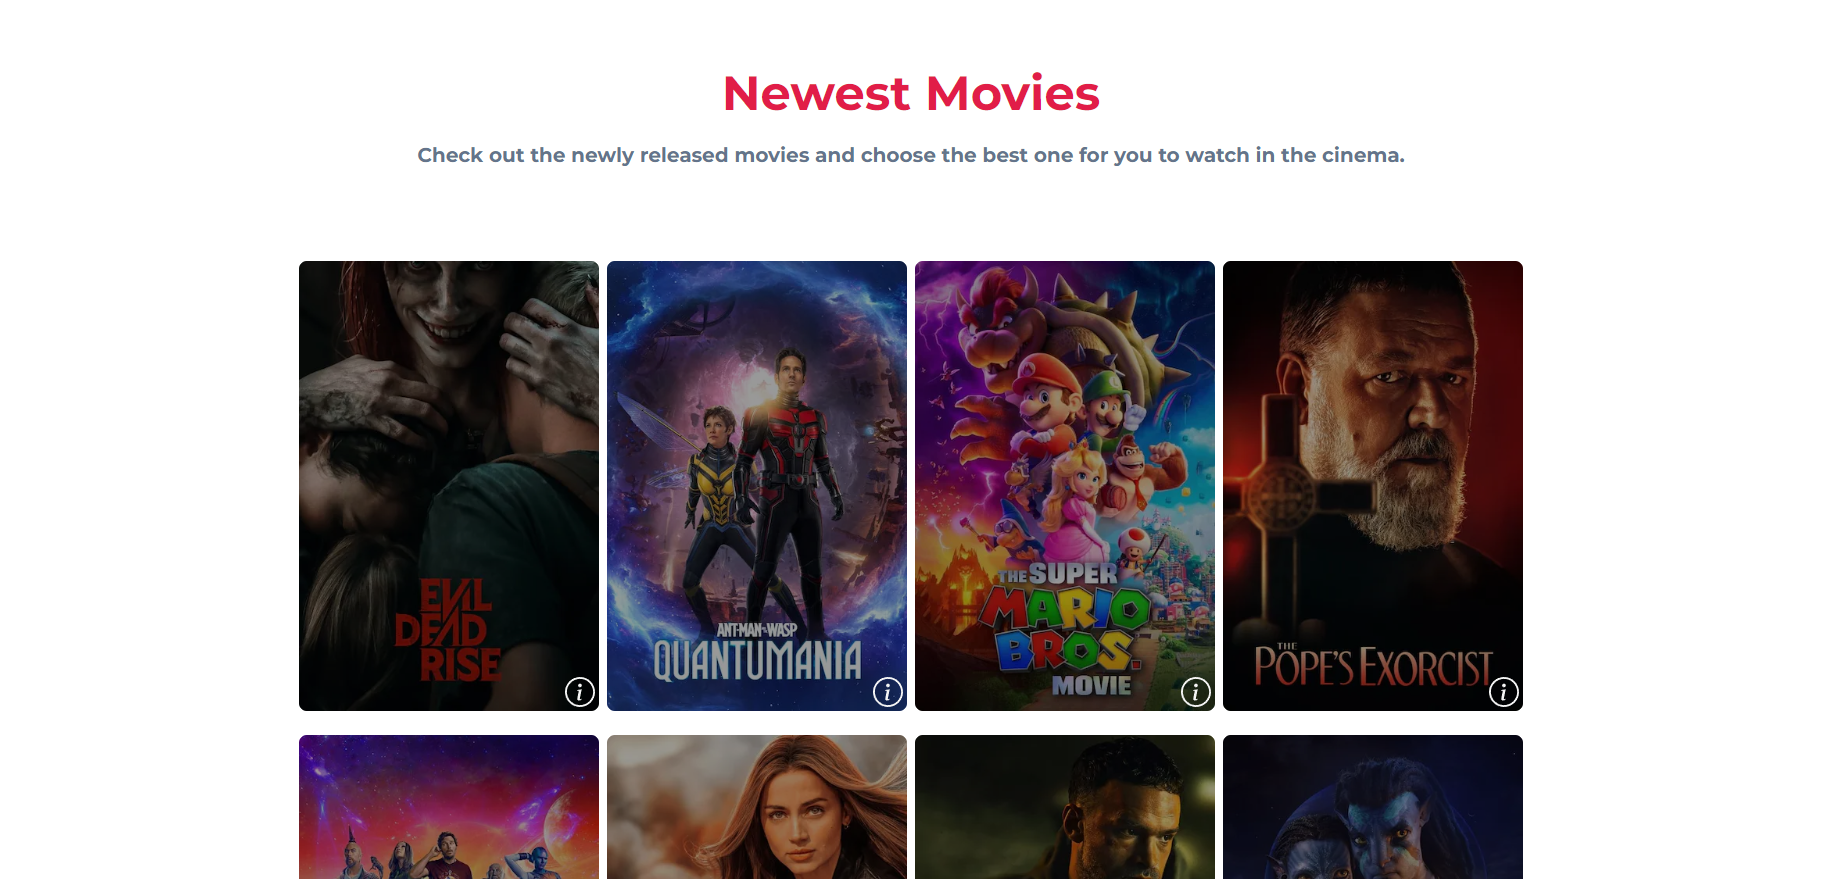 Newest Movies
Check out the newly released movies and choose the best one for you to watch in the cinema.
EVIL
DEAD
RISE
i
ANT-MAN AND THE WASP
QUANTUMANIA
i
THE SUPER
MARIO
BROS.
MOVIE
i
THE
POPE'S EXORCIST
i